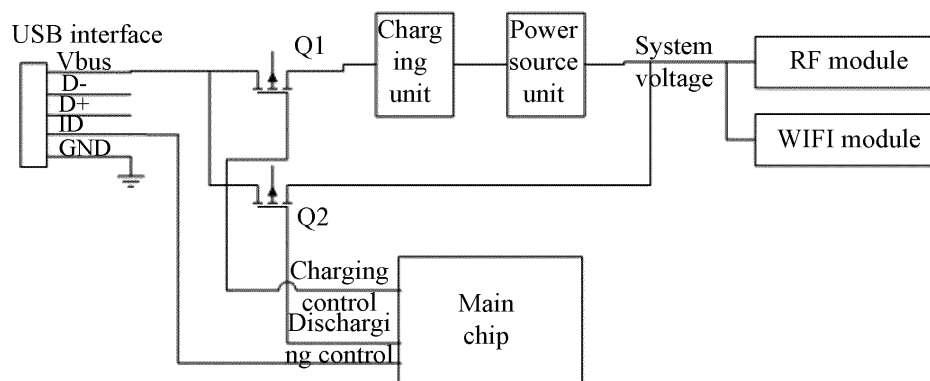 USB interface
Vbus
D-
D+
ID
GND
Q1
Charg
ing
unit
Power
source
unit
System
voltage
RF module
WIFI module
Q2
Charging
control
Dischargi
ng control
Main
chip